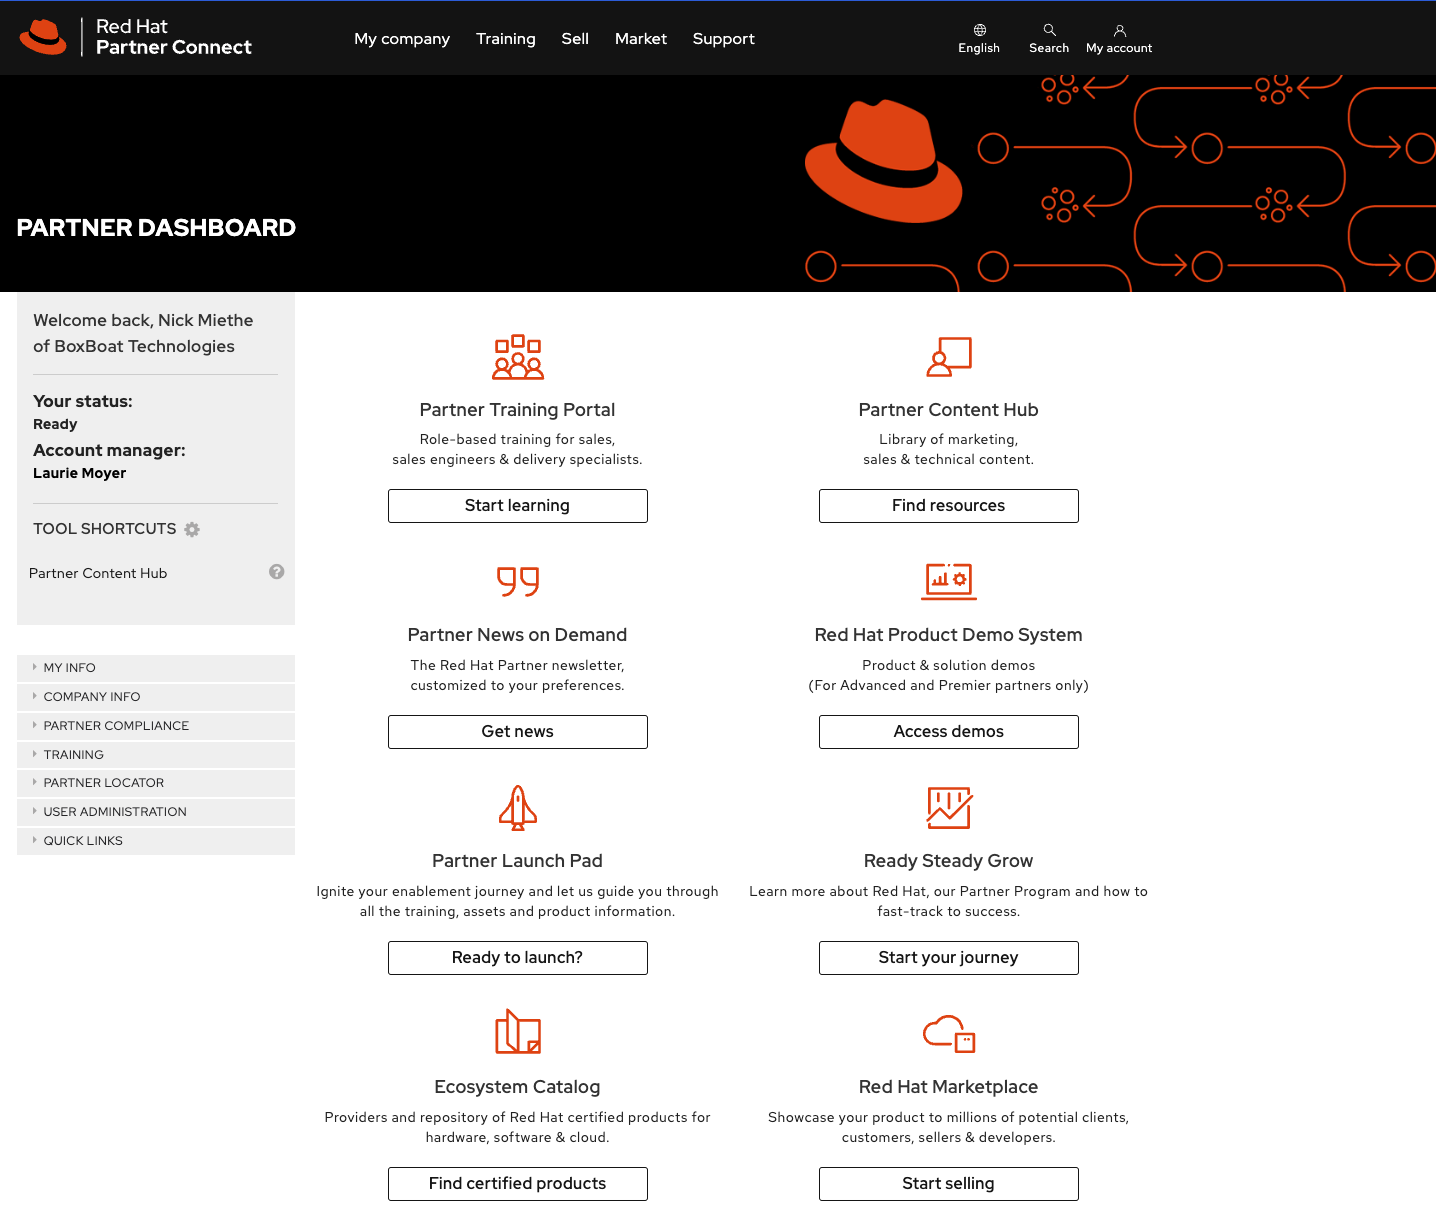 Red Hat
Partner Connect
My company
Training
Sell
Market
Support
English
Search
My account
PARTNER DASHBOARD
Welcome back, Nick Miethe
of BoxBoat Technologies
Your status:
Ready
Account manager:
Laurie Moyer
TOOL SHORTCUTS
Partner Content Hub
?
MY INFO
COMPANY INFO
PARTNER COMPLIANCE
TRAINING
PARTNER LOCATOR
USER ADMINISTRATION
QUICK LINKS
Partner Training Portal
Role-based training for sales,
sales engineers & delivery specialists.
Start learning
Partner Content Hub
Library of marketing,
sales & technical content.
Find resources
Partner News on Demand
The Red Hat Partner newsletter,
customized to your preferences.
Get news
Red Hat Product Demo System
Product & solution demos
(For Advanced and Premier partners only)
Access demos
Partner Launch Pad
Ignite your enablement journey and let us guide you through
all the training, assets and product information.
Ready to launch?
Ready Steady Grow
Learn more about Red Hat, our Partner Program and how to
fast-track to success.
Start your journey
Ecosystem Catalog
Providers and repository of Red Hat certified products for
hardware, software & cloud.
Find certified products
Red Hat Marketplace
Showcase your product to millions of potential clients,
customers, sellers & developers.
Start selling